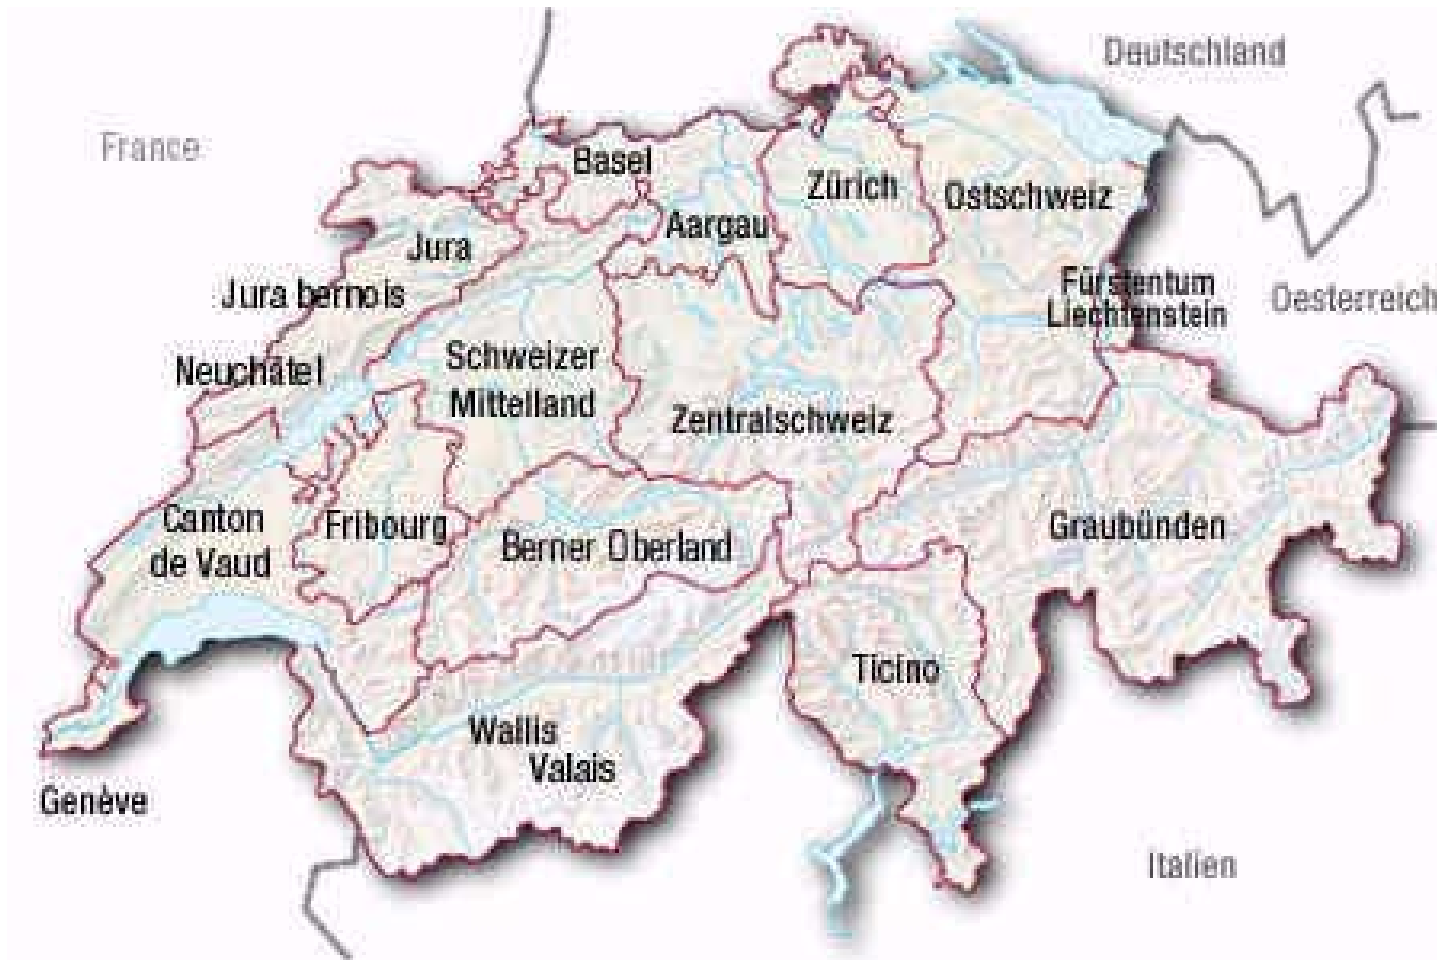 Deutschland
France
Basel
Zürich
Ostschweiz
Aargau
Jura
Jura bernois
Fürstentum
Liechtenstein
Oesterreich
Neuchâtel
Schweizer
Mittelland
Zentralschweiz
Canton
de Vaud
Fribourg
Berner Oberland
Graubünden
Ticino
Wallis
Valais
Genève
Italien